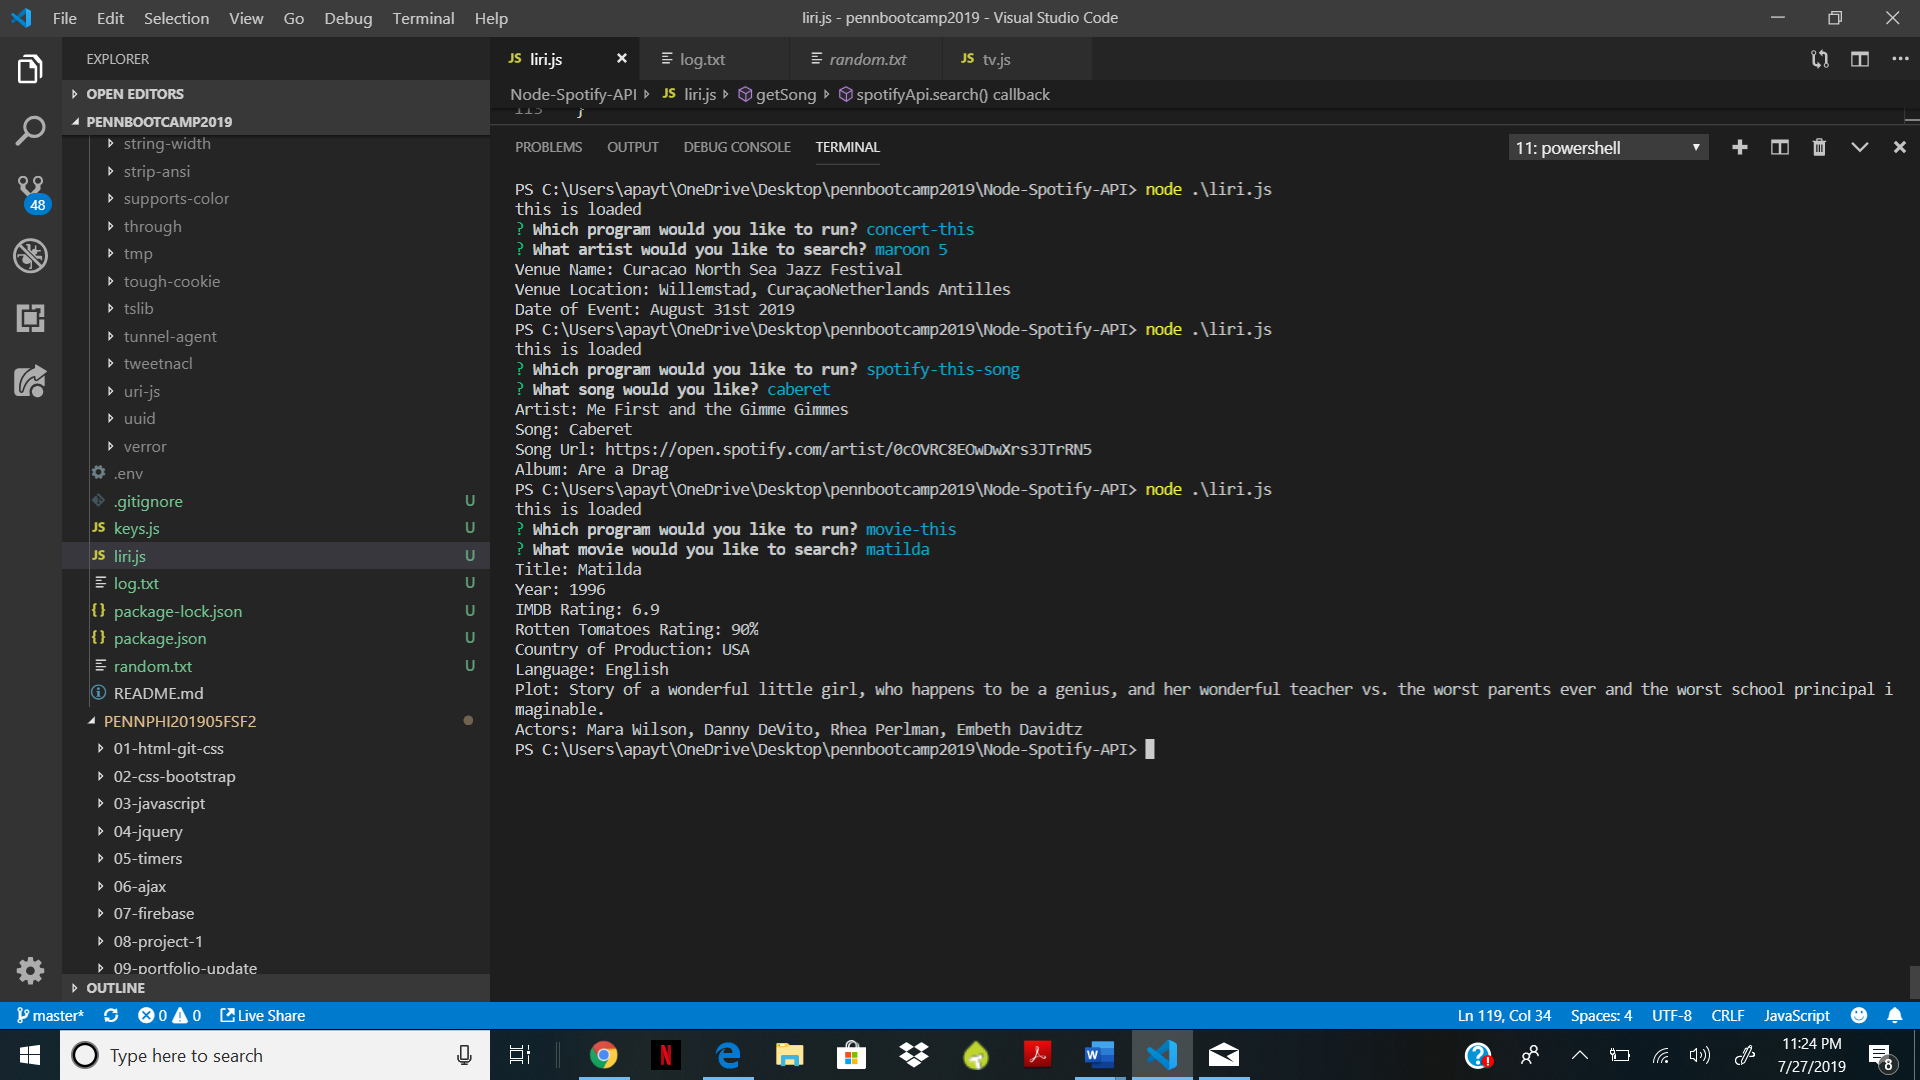 File Edit Selection View Go Debug Terminal Help
liri.js - pennbootcamp2019 - Visual Studio Code
EXPLORER
OPEN EDITORS
PENNBOOTCAMP2019
string-width
strip-ansi
supports-color
through
tmp
tough-cookie
tslib
tunnel-agent
tweetnacl
uri-js
uuid
verror
.env
.gitignore U
JS keys.js U
JS liri.js U
log.txt U
{} package-lock.json U
{} package.json U
random.txt U
README.md
PENNPHI201905FSF2
01-html-git-css
02-css-bootstrap
03-javascript
04-jquery
05-timers
06-ajax
07-firebase
08-project-1
09-portfolio-update
OUTLINE
48
JS liri.js log.txt random.txt JS tv.js
Node-Spotify-API JS liri.js getSong spotifyApi.search() callback
113 }
PROBLEMS OUTPUT DEBUG CONSOLE TERMINAL
11: powershell
PS C:\Users\apayt\OneDrive\Desktop\pennbootcamp2019\Node-Spotify-API> node .\liri.js
this is loaded
? Which program would you like to run? concert-this
? What artist would you like to search? maroon 5
Venue Name: Curacao North Sea Jazz Festival
Venue Location: Willemstad, CuraçaoNetherlands Antilles
Date of Event: August 31st 2019
PS C:\Users\apayt\OneDrive\Desktop\pennbootcamp2019\Node-Spotify-API> node .\liri.js
this is loaded
? Which program would you like to run? spotify-this-song
? What song would you like? caberet
Artist: Me First and the Gimme Gimmes
Song: Caberet
Song Url: https://open.spotify.com/artist/0cOVRC8EOwDwXrs3JTrRN5
Album: Are a Drag
PS C:\Users\apayt\OneDrive\Desktop\pennbootcamp2019\Node-Spotify-API> node .\liri.js
this is loaded
? Which program would you like to run? movie-this
? What movie would you like to search? matilda
Title: Matilda
Year: 1996
IMDB Rating: 6.9
Rotten Tomatoes Rating: 90%
Country of Production: USA
Language: English
Plot: Story of a wonderful little girl, who happens to be a genius, and her wonderful teacher vs. the worst parents ever and the worst school principal i
maginable.
Actors: Mara Wilson, Danny DeVito, Rhea Perlman, Embeth Davidtz
PS C:\Users\apayt\OneDrive\Desktop\pennbootcamp2019\Node-Spotify-API>
master* 0 0 Live Share
Ln 119, Col 34 Spaces: 4 UTF-8 CRLF JavaScript
Type here to search
11:24 PM
7/27/2019
8